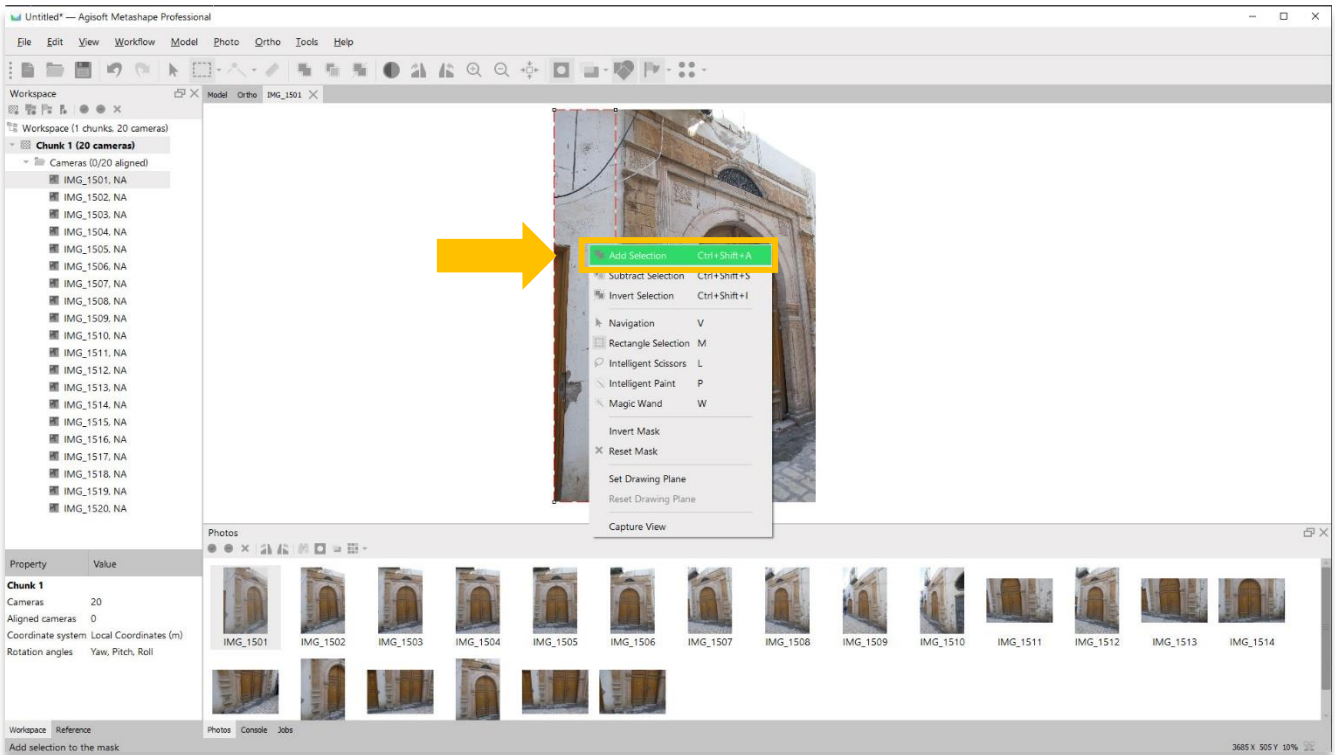 Untitled* — Agisoft Metashape Professional
File Edit View Workflow Model Photo Ortho Tools Help
Workspace
Model Ortho IMG_1501
Workspace (1 chunks, 20 cameras)
Chunk 1 (20 cameras)
Cameras (0/20 aligned)
IMG_1501, NA
IMG_1502, NA
IMG_1503, NA
IMG_1504, NA
IMG_1505, NA
IMG_1506, NA
IMG_1507, NA
IMG_1508, NA
IMG_1509, NA
IMG_1510, NA
IMG_1511, NA
IMG_1512, NA
IMG_1513, NA
IMG_1514, NA
IMG_1515, NA
IMG_1516, NA
IMG_1517, NA
IMG_1518, NA
IMG_1519, NA
IMG_1520, NA
Add Selection Ctrl+Shift+A
Subtract Selection Ctrl+Shift+S
Invert Selection Ctrl+Shift+I
Navigation V
Rectangle Selection M
Intelligent Scissors L
Intelligent Paint P
Magic Wand W
Invert Mask
Reset Mask
Set Drawing Plane
Reset Drawing Plane
Capture View
Property Value
Chunk 1
Cameras 20
Aligned cameras 0
Coordinate system Local Coordinates (m)
Rotation angles Yaw, Pitch, Roll
Workspace Reference
Photos
IMG_1501 IMG_1502 IMG_1503 IMG_1504 IMG_1505 IMG_1506 IMG_1507 IMG_1508 IMG_1509 IMG_1510 IMG_1511 IMG_1512 IMG_1513 IMG_1514
Photos Console Jobs
Add selection to the mask
3685 X 505 Y 10%